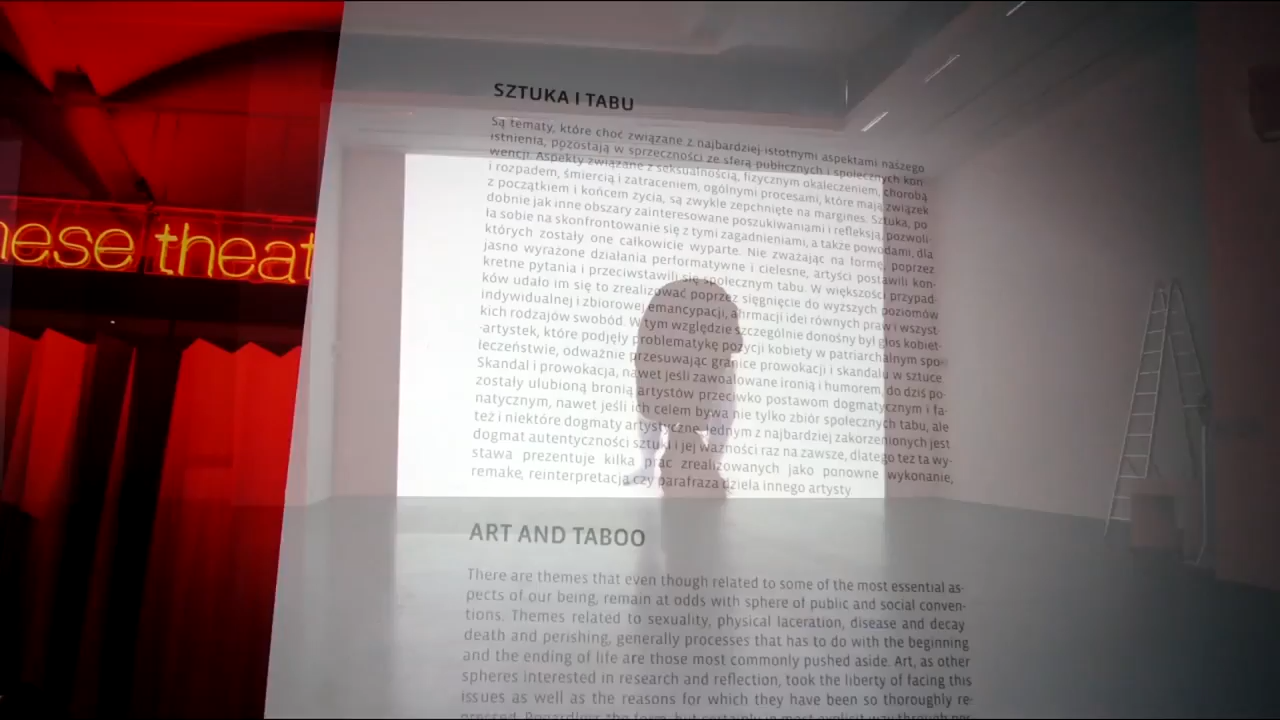 nese theat
SZTUKA I TABU
Są tematy, które choć związane z najbardziej istotnymi aspektami naszego
istnienia, pozostają w sprzeczności ze sferą publicznych i społecznych kon-
wencji. Aspekty związane z seksualnością, fizycznym okaleczeniem, chorobą
i rozpadem, śmiercią i zatraceniem, ogólnymi procesami, które mają związek
z początkiem i końcem życia, są zwykle zepchnięte na margines. Sztuka, po
dobnie jak inne obszary zainteresowane poszukiwaniami i refleksją, pozwoli-
ła sobie na skonfrontowanie się z tymi zagadnieniami, a także powodami, dla
których zostały one całkowicie wyparte. Nie zważając na formę, poprzez
jasno wyrażone działania performatywne i cielesne, artyści postawili kon-
kretne pytania i przeciwstawili się społecznym tabu. W większości przypad-
ków udało im się to zrealizować poprzez sięgnięcie do wyższych poziomów
indywidualnej i zbiorowej emancypacji, afirmacji idei równych praw i wszyst-
kich rodzajów swobód. W tym względzie szczególnie donośny był głos kobiet-
-artystek, które podjęły problematykę pozycji kobiety w patriarchalnym spo-
łeczeństwie, odważnie przesuwając granice prowokacji i skandalu w sztuce.
Skandal i prowokacja, nawet jeśli zawoalowane ironią i humorem, do dziś po-
zostały ulubioną bronią artystów przeciwko postawom dogmatycznym i fa-
natycznym, nawet jeśli ich celem bywa nie tylko zbiór społecznych tabu, ale
też i niektóre dogmaty artystyczne. Jednym z najbardziej zakorzenionych jest
dogmat autentyczności sztuki i jej ważności raz na zawsze, dlatego też ta wy-
stawa prezentuje kilka prac zrealizowanych jako ponowne wykonanie,
remake, reinterpretacja czy parafraza dzieła innego artysty.
ART AND TABOO
There are themes that even though related to some of the most essential as-
pects of our being, remain at odds with sphere of public and social conven-
tions. Themes related to sexuality, physical laceration, disease and decay
death and perishing, generally processes that has to do with the beginning
and the ending of life are those most commonly pushed aside. Art, as other
spheres interested in research and reflection, took the liberty of facing this
issues as well as the reasons for which they have been so thoroughly re-
pressed. Regardless the form, but certainly in most explicit way through per-